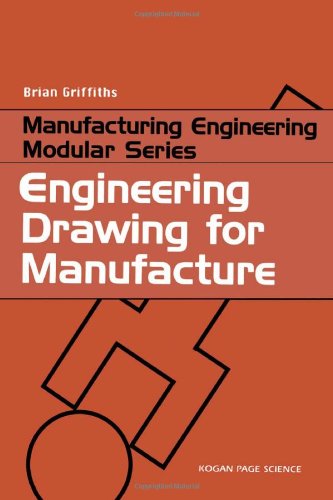 Brian Griffiths
Manufacturing Engineering
Modular Series
Engineering
Drawing for
Manufacture
KOGAN PAGE SCIENCE